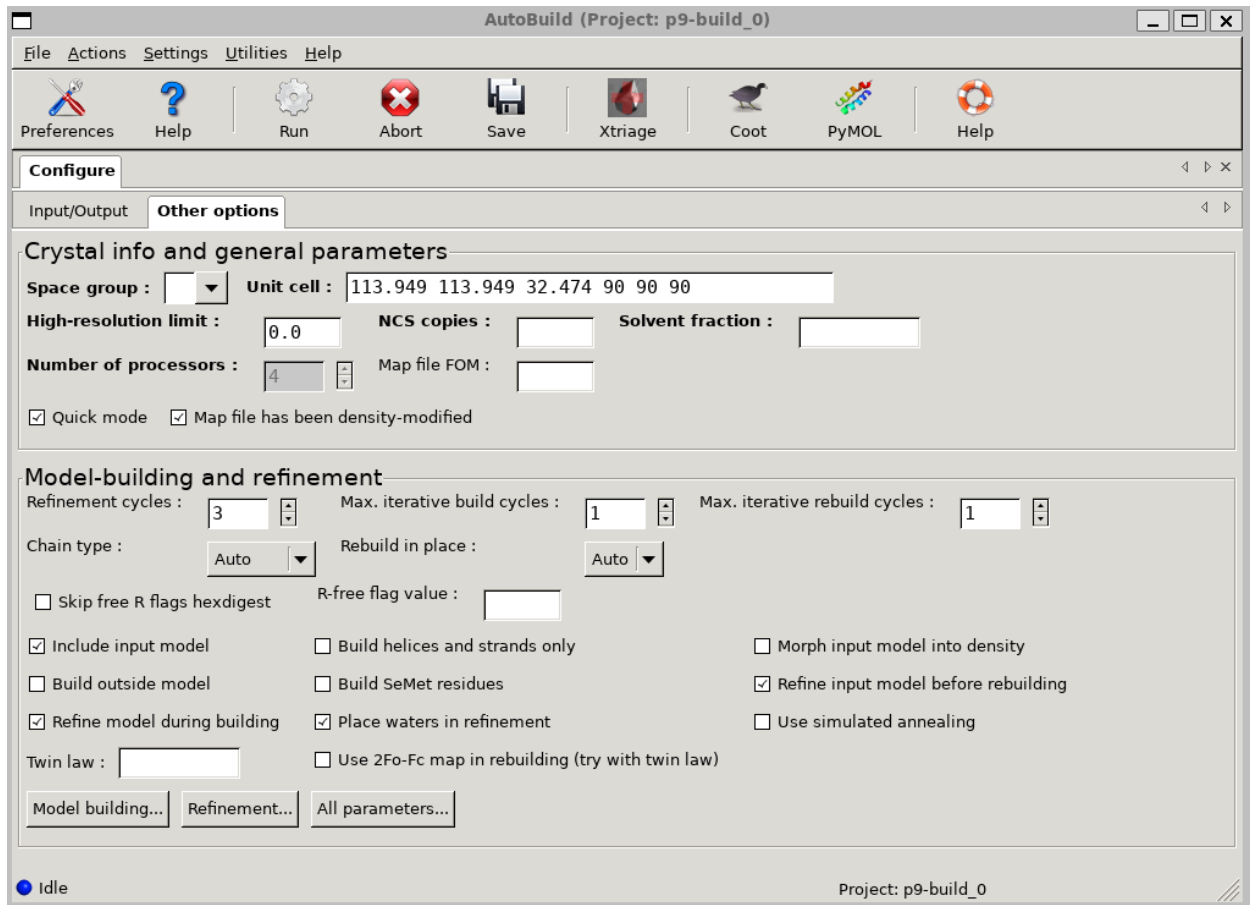 AutoBuild (Project: p9-build_0)
File Actions Settings Utilities Help
Preferences Help Run Abort Save Xtriage Coot PyMOL Help
Configure
Input/Output Other options
Crystal info and general parameters
Space group : Unit cell : 113.949 113.949 32.474 90 90 90
High-resolution limit : 0.0 NCS copies : Solvent fraction :
Number of processors : 4 Map file FOM :
Quick mode Map file has been density-modified
Model-building and refinement
Refinement cycles : 3 Max. iterative build cycles : 1 Max. iterative rebuild cycles : 1
Chain type : Auto Rebuild in place : Auto
Skip free R flags hexdigest R-free flag value :
Include input model Build helices and strands only Morph input model into density
Build outside model Build SeMet residues Refine input model before rebuilding
Refine model during building Place waters in refinement Use simulated annealing
Twin law : Use 2Fo-Fc map in rebuilding (try with twin law)
Model building... Refinement... All parameters...
Idle Project: p9-build_0